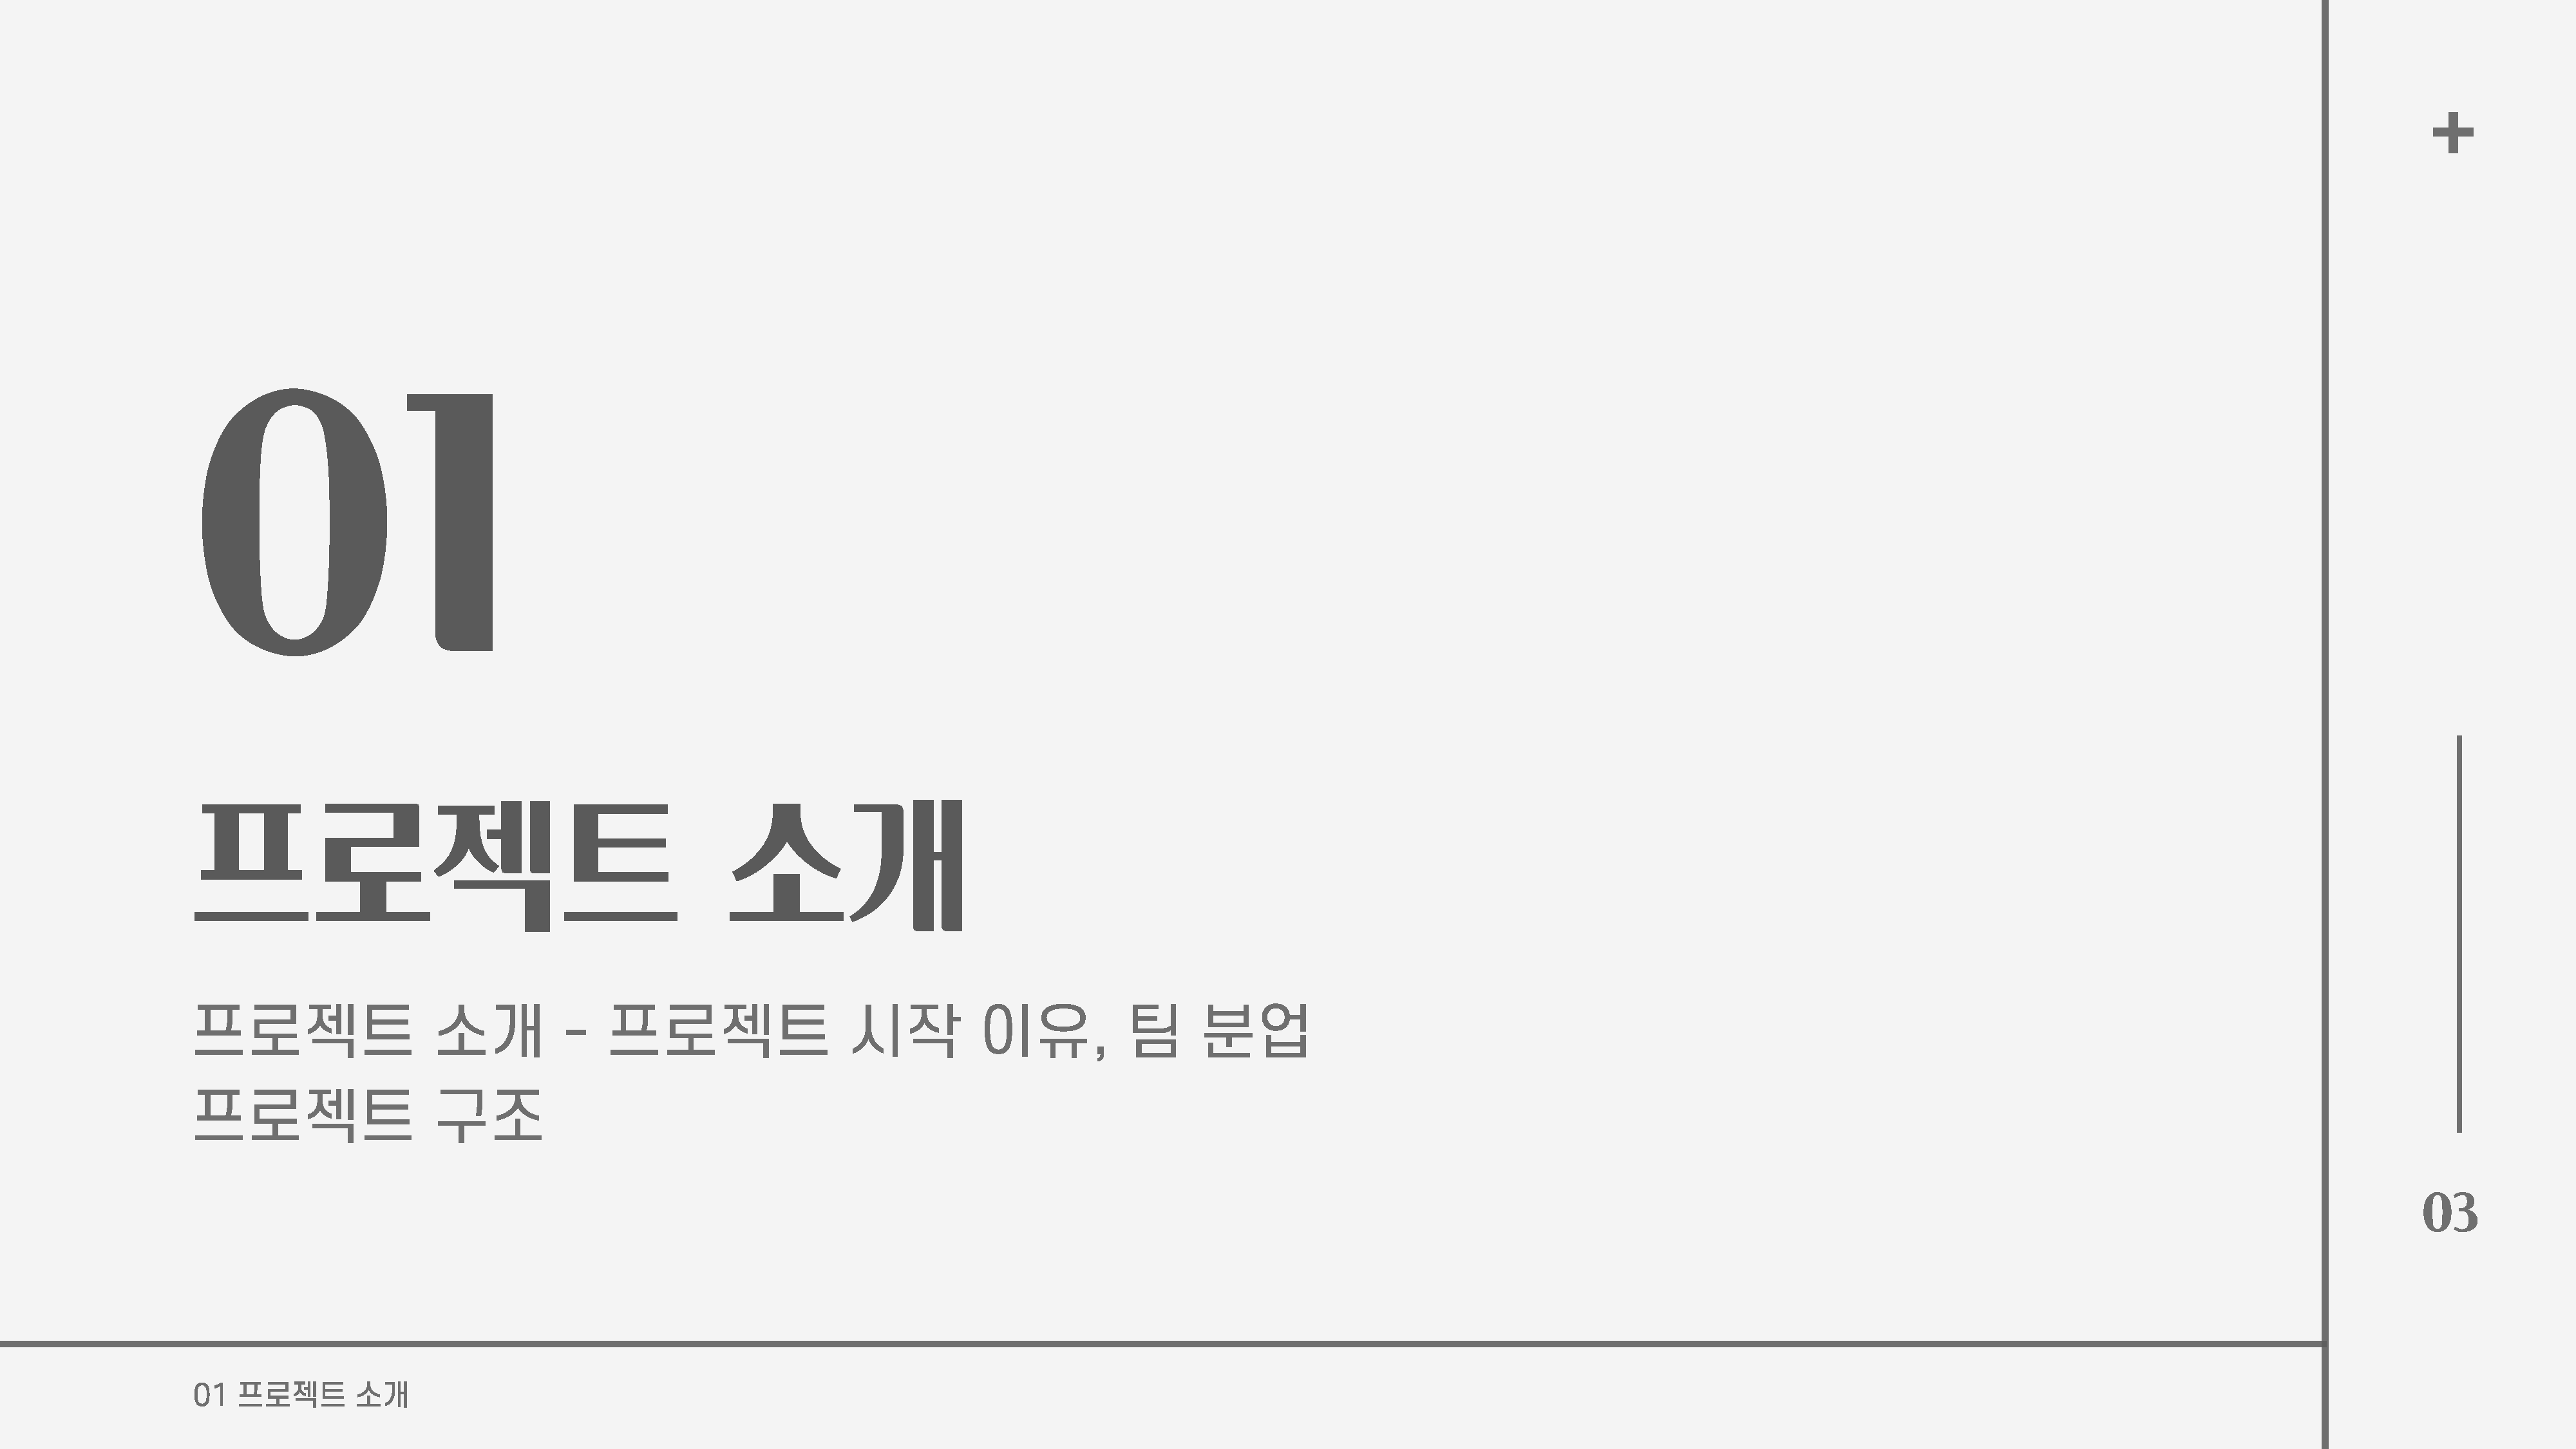 +
01
프로젝트 소개
프로젝트 소개 - 프로젝트 시작 이유, 팀 분업
프로젝트 구조
03
01 프로젝트 소개